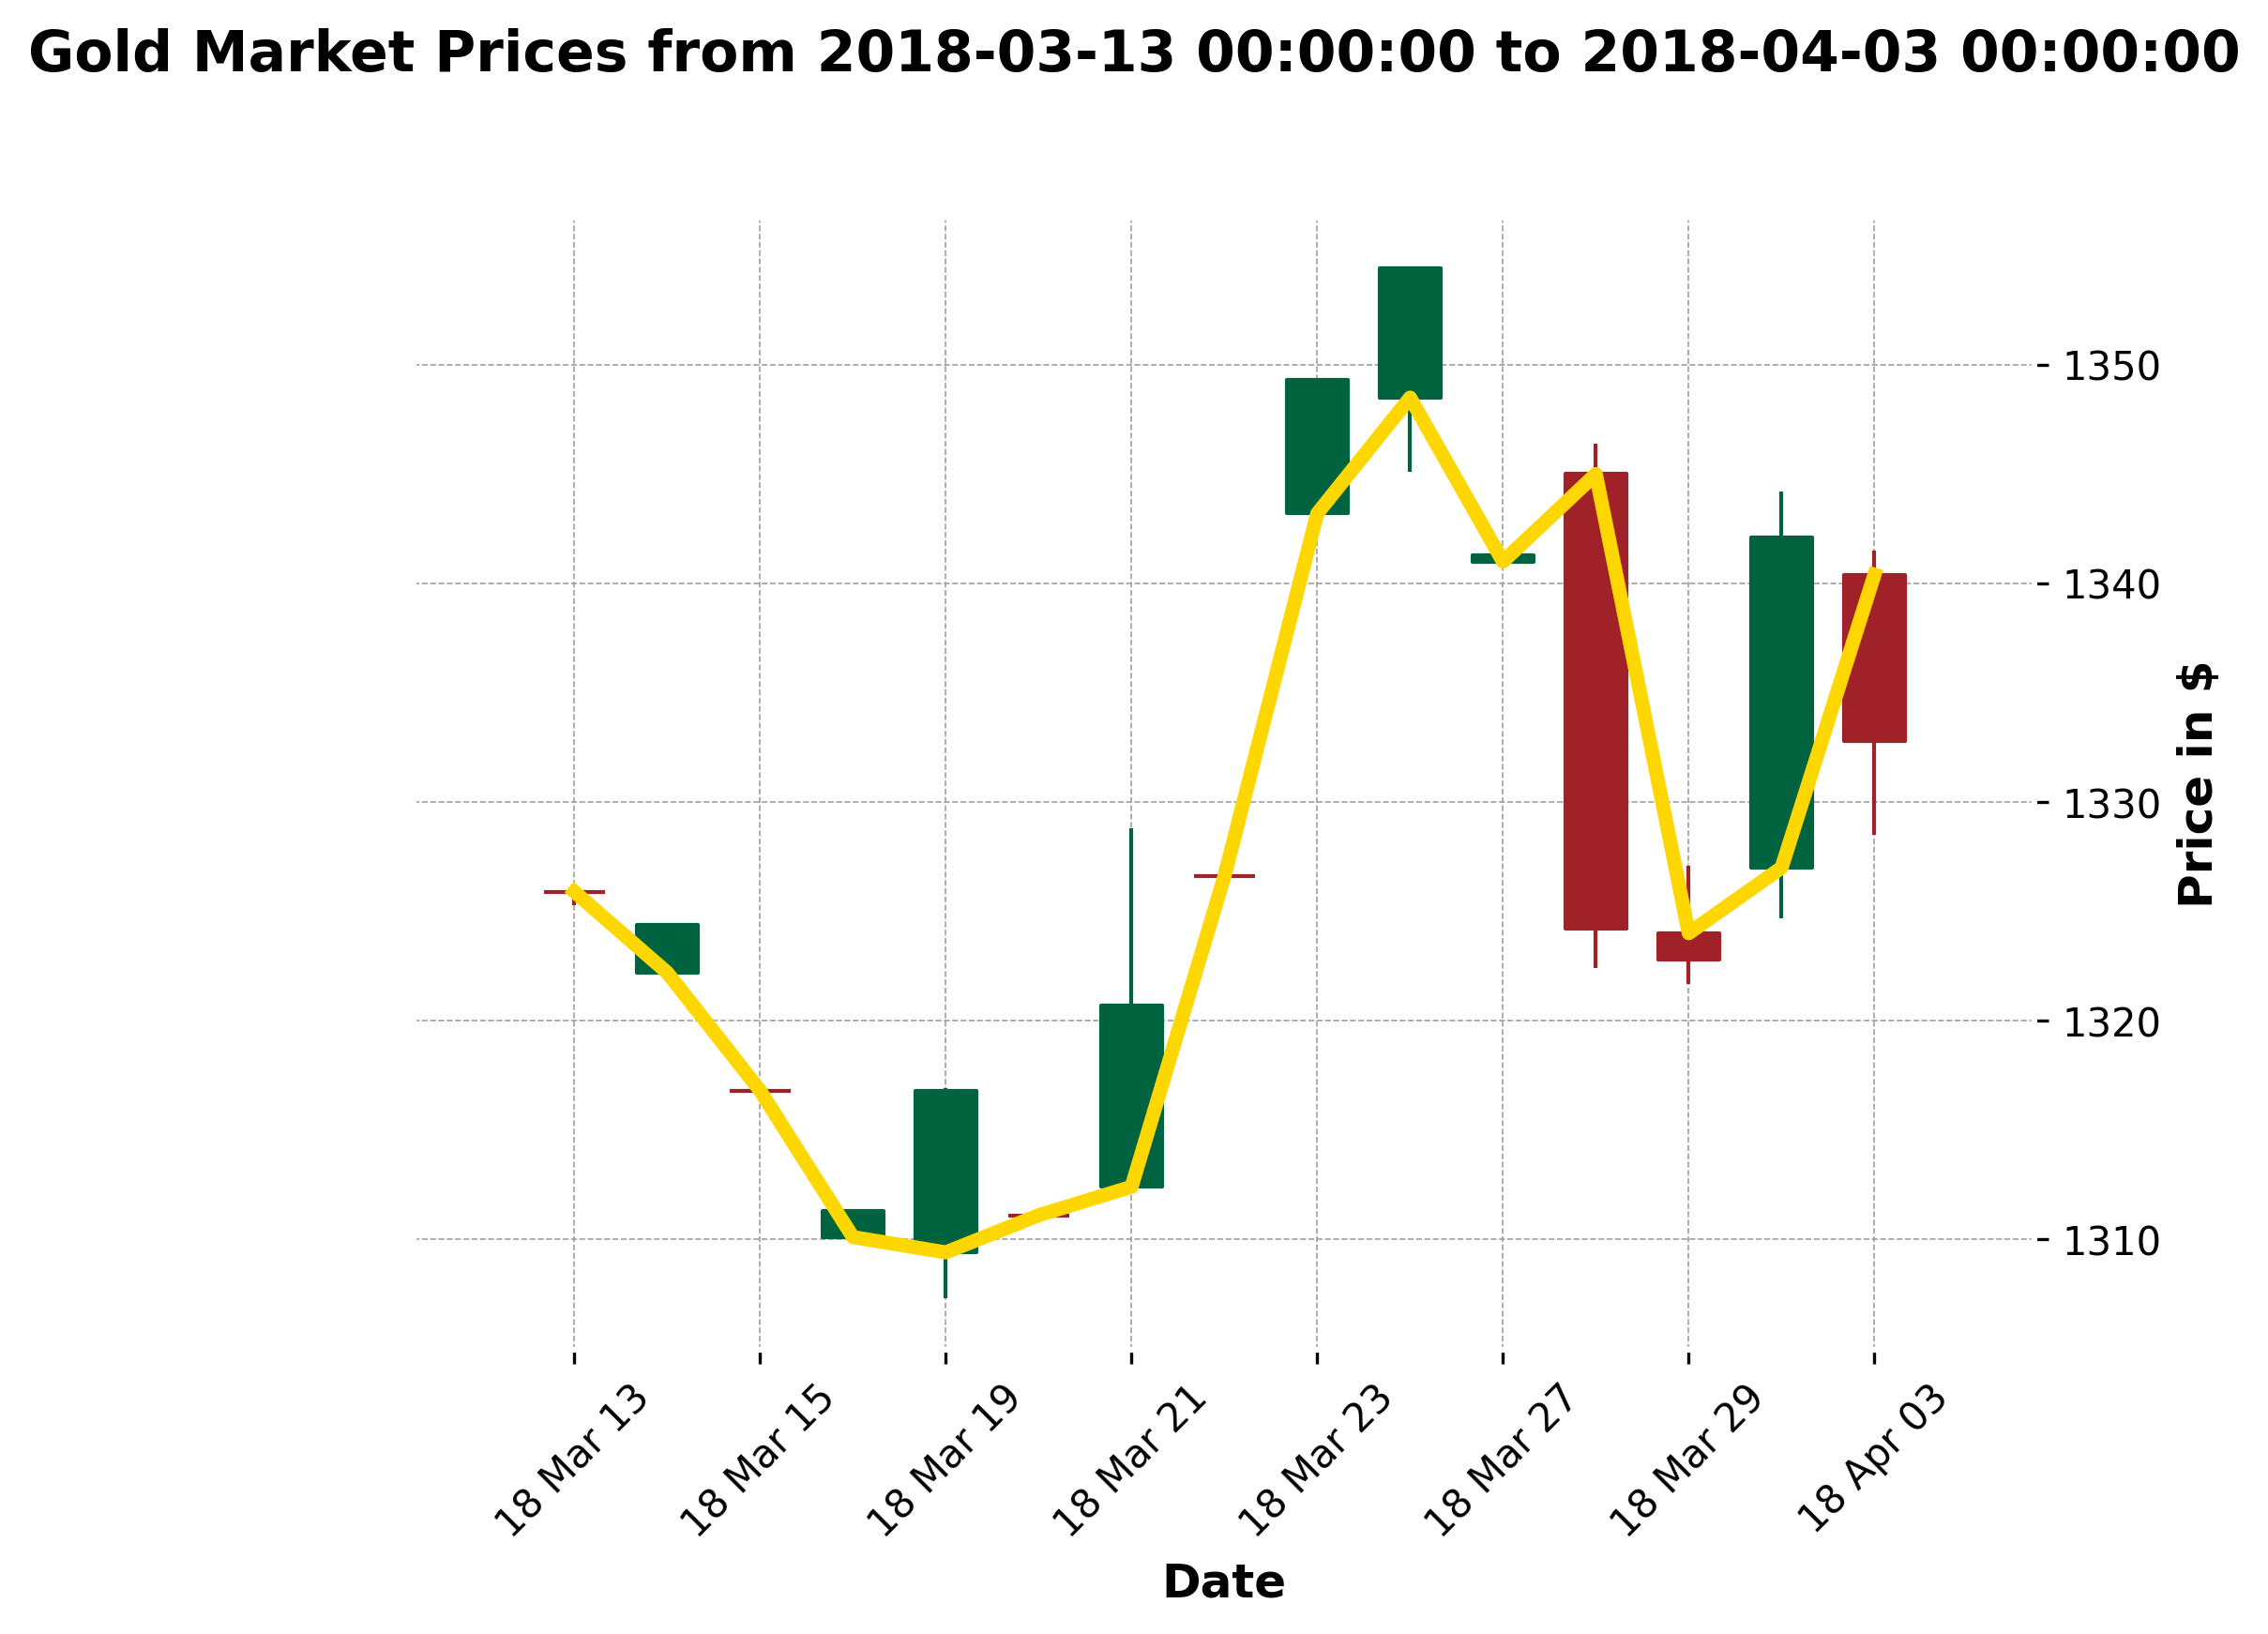 Gold Market Prices from 2018-03-13 00:00:00 to 2018-04-03 00:00:00
1350
1340
1330
1320
1310
Price in $
18 Mar 13
18 Mar 15
18 Mar 19
18 Mar 21
18 Mar 23
18 Mar 27
18 Mar 29
18 Apr 03
Date